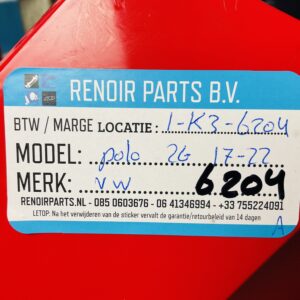 RENOIR PARTS B.V.
BTW / MARGE LOCATIE : 1-K3-6204
MODEL: polo 2G 17-22
MERK: VW 6204
RENOIRPARTS.NL - 085 0603676 - 06 41346994 - +33 755224091
LETOP: Na het verwijderen van de sticker vervalt de garantie/retourbeleid van 14 dagen
A